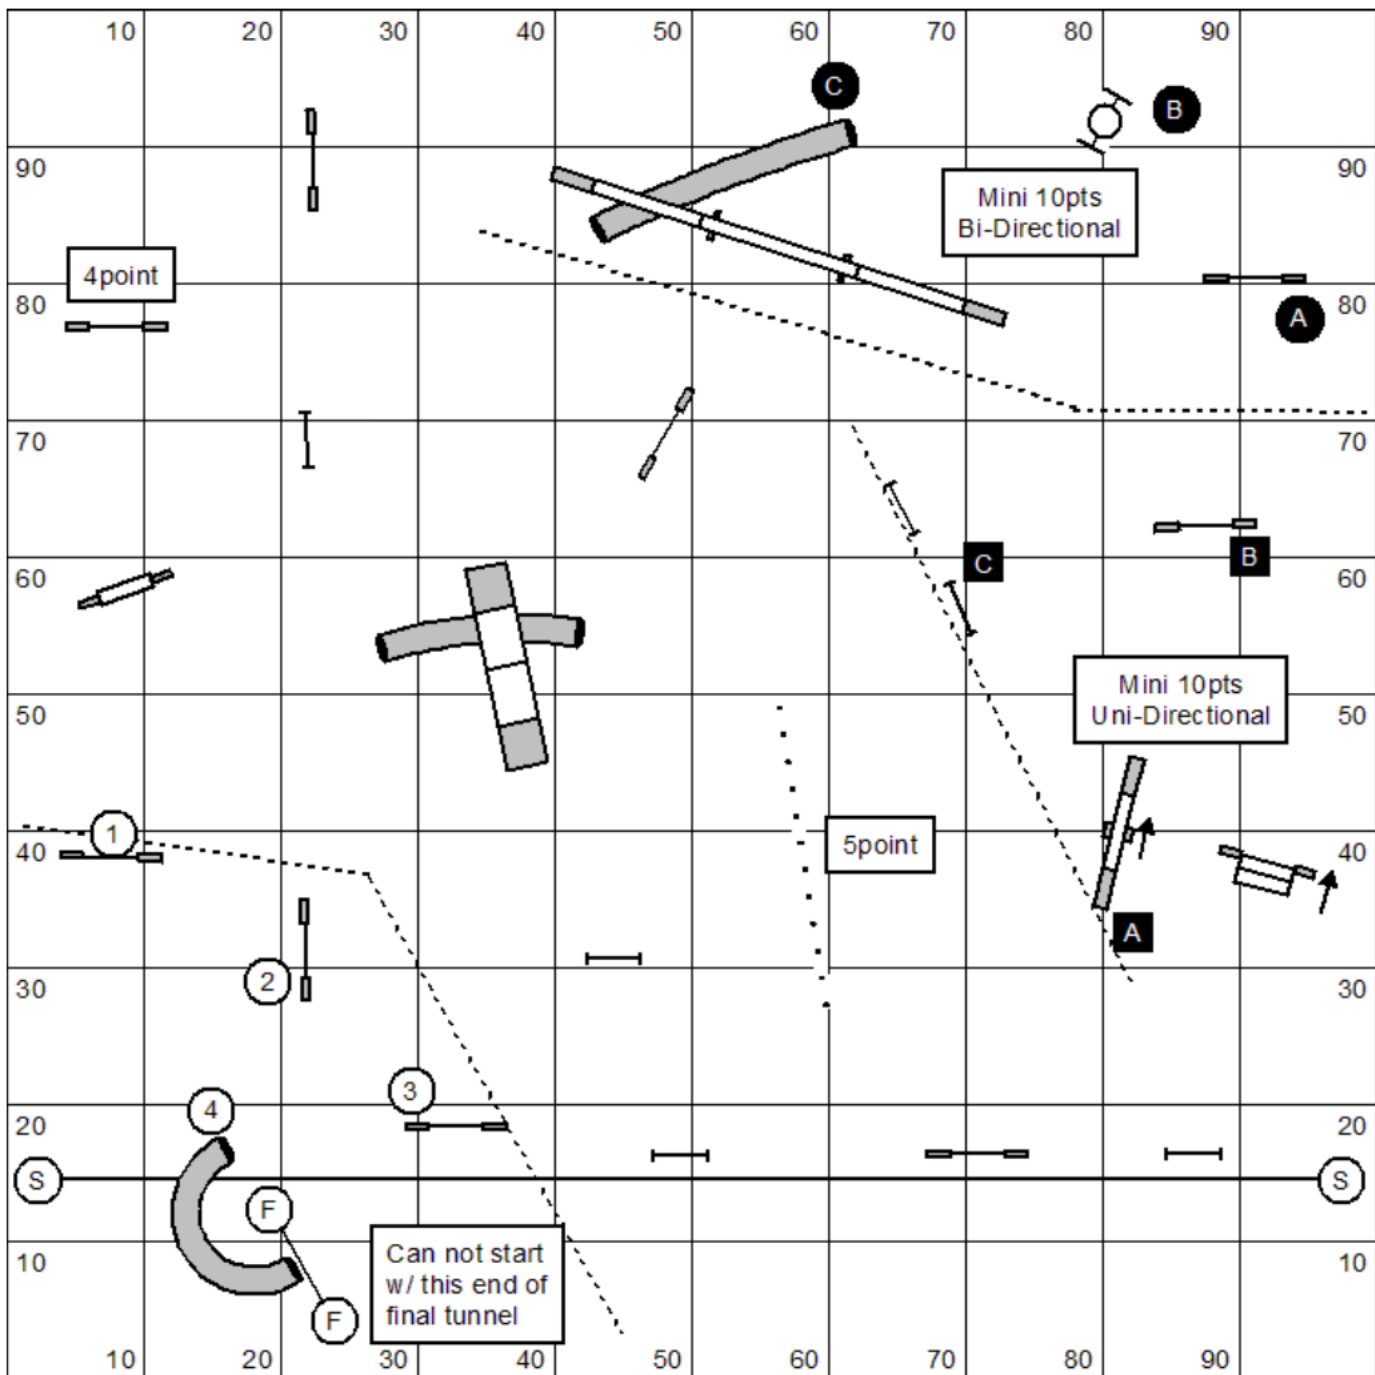 10 20 30 40 50 60 70 80 90
C
B
90 90
Mini 10pts
Bi-Directional
4point
80 80
A
70 70
C
B
60 60
Mini 10pts
Uni-Directional
50 50
1
5point
40 40
A
2
30 30
3
4
20 20
S S
F
10 10
Can not start
w/ this end of
final tunnel
F
10 20 30 40 50 60 70 80 90